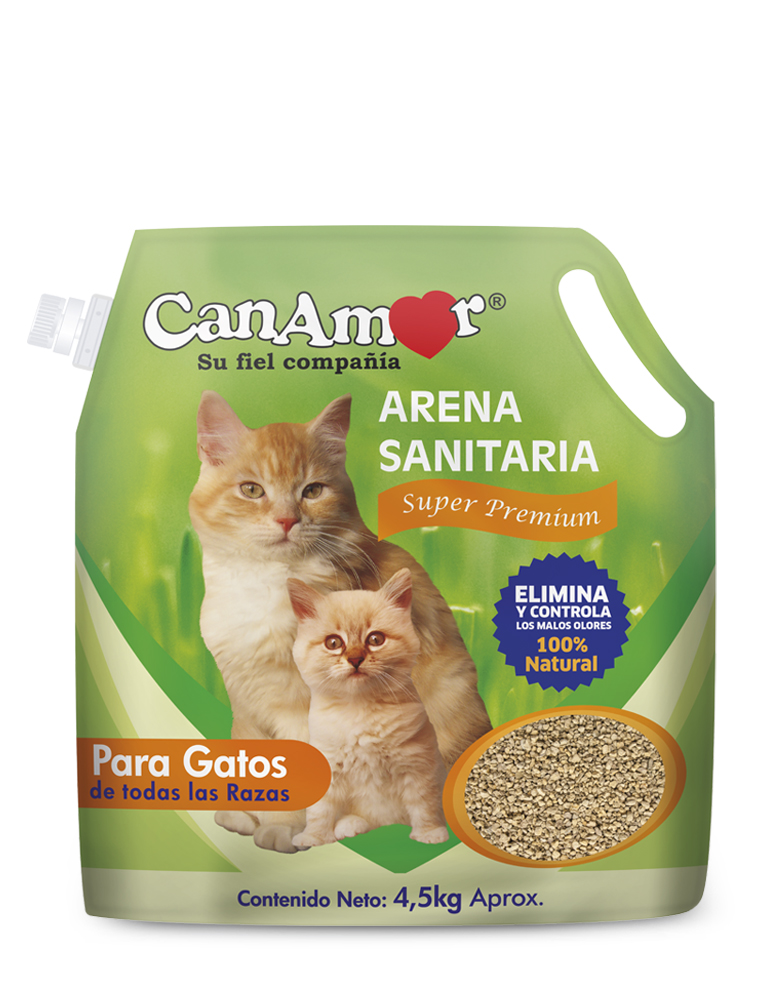 CanAmor®
Su fiel compañía
ARENA
SANITARIA
Super Premium
ELIMINA
Y CONTROLA
LOS MALOS OLORES
100%
Natural
Para Gatos
de todas las Razas
Contenido Neto: 4,5kg Aprox.